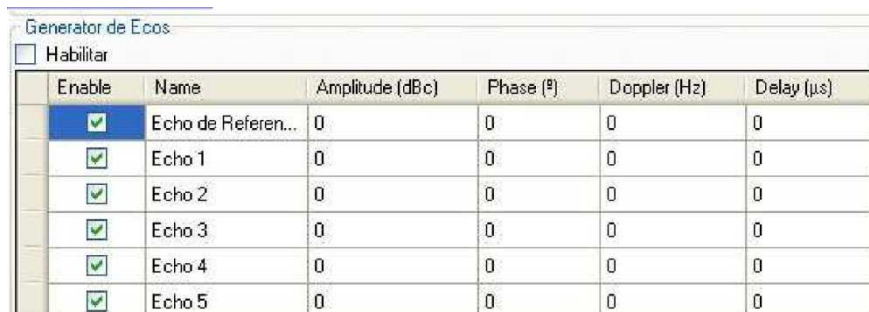 Generator de Ecos
Habilitar
Enable Name Amplitude (dBc) Phase (º) Doppler (Hz) Delay (µs)
Echo de Referen... 0 0 0 0
Echo 1 0 0 0 0
Echo 2 0 0 0 0
Echo 3 0 0 0 0
Echo 4 0 0 0 0
Echo 5 0 0 0 0